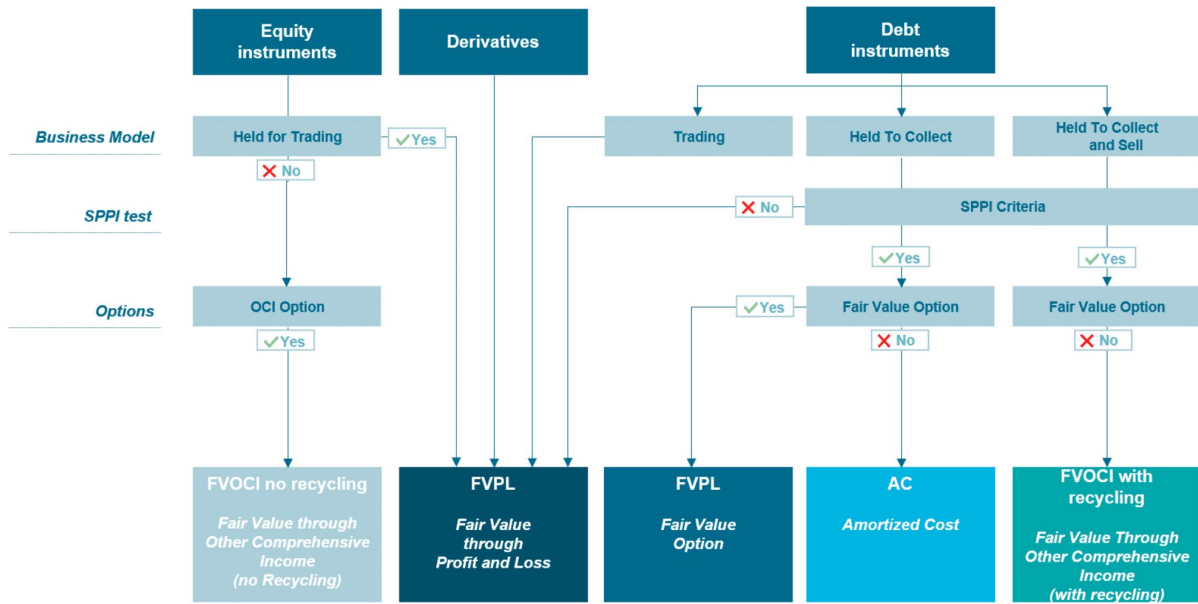 Equity
instruments
Derivatives
Debt
instruments
Business Model
Held for Trading
Yes
Trading
Held To Collect
Held To Collect
and Sell
No
SPPI test
No
SPPI Criteria
Yes
Yes
Options
OCI Option
Yes
Fair Value Option
Fair Value Option
Yes
No
No
FVOCI no recycling
Fair Value through
Other Comprehensive
Income
(no Recycling)
FVPL
Fair Value
through
Profit and Loss
FVPL
Fair Value
Option
AC
Amortized Cost
FVOCI with
recycling
Fair Value Through
Other Comprehensive
Income
(with recycling)